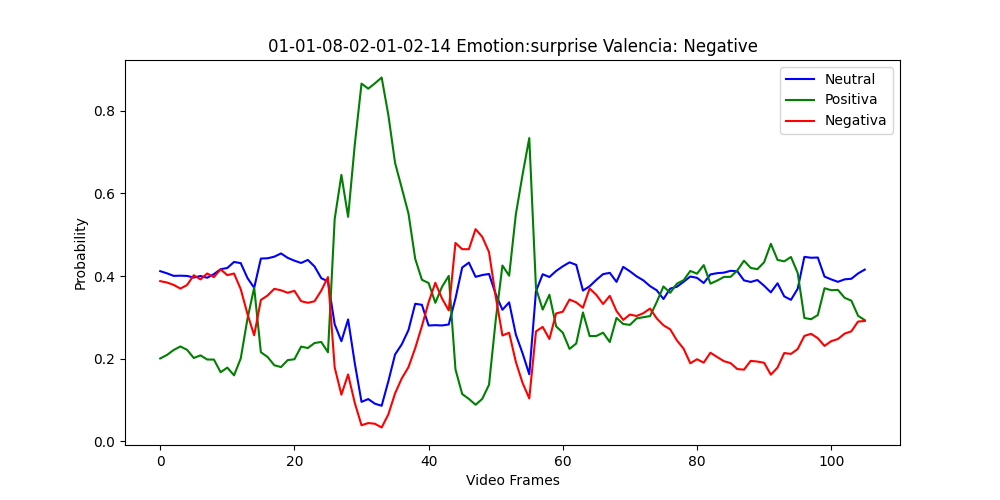 01-01-08-02-01-02-14 Emotion:surprise Valencia: Negative
Neutral
Positiva
Negativa
Probability
0.8
0.6
0.4
0.2
0.0
0 20 40 60 80 100
Video Frames